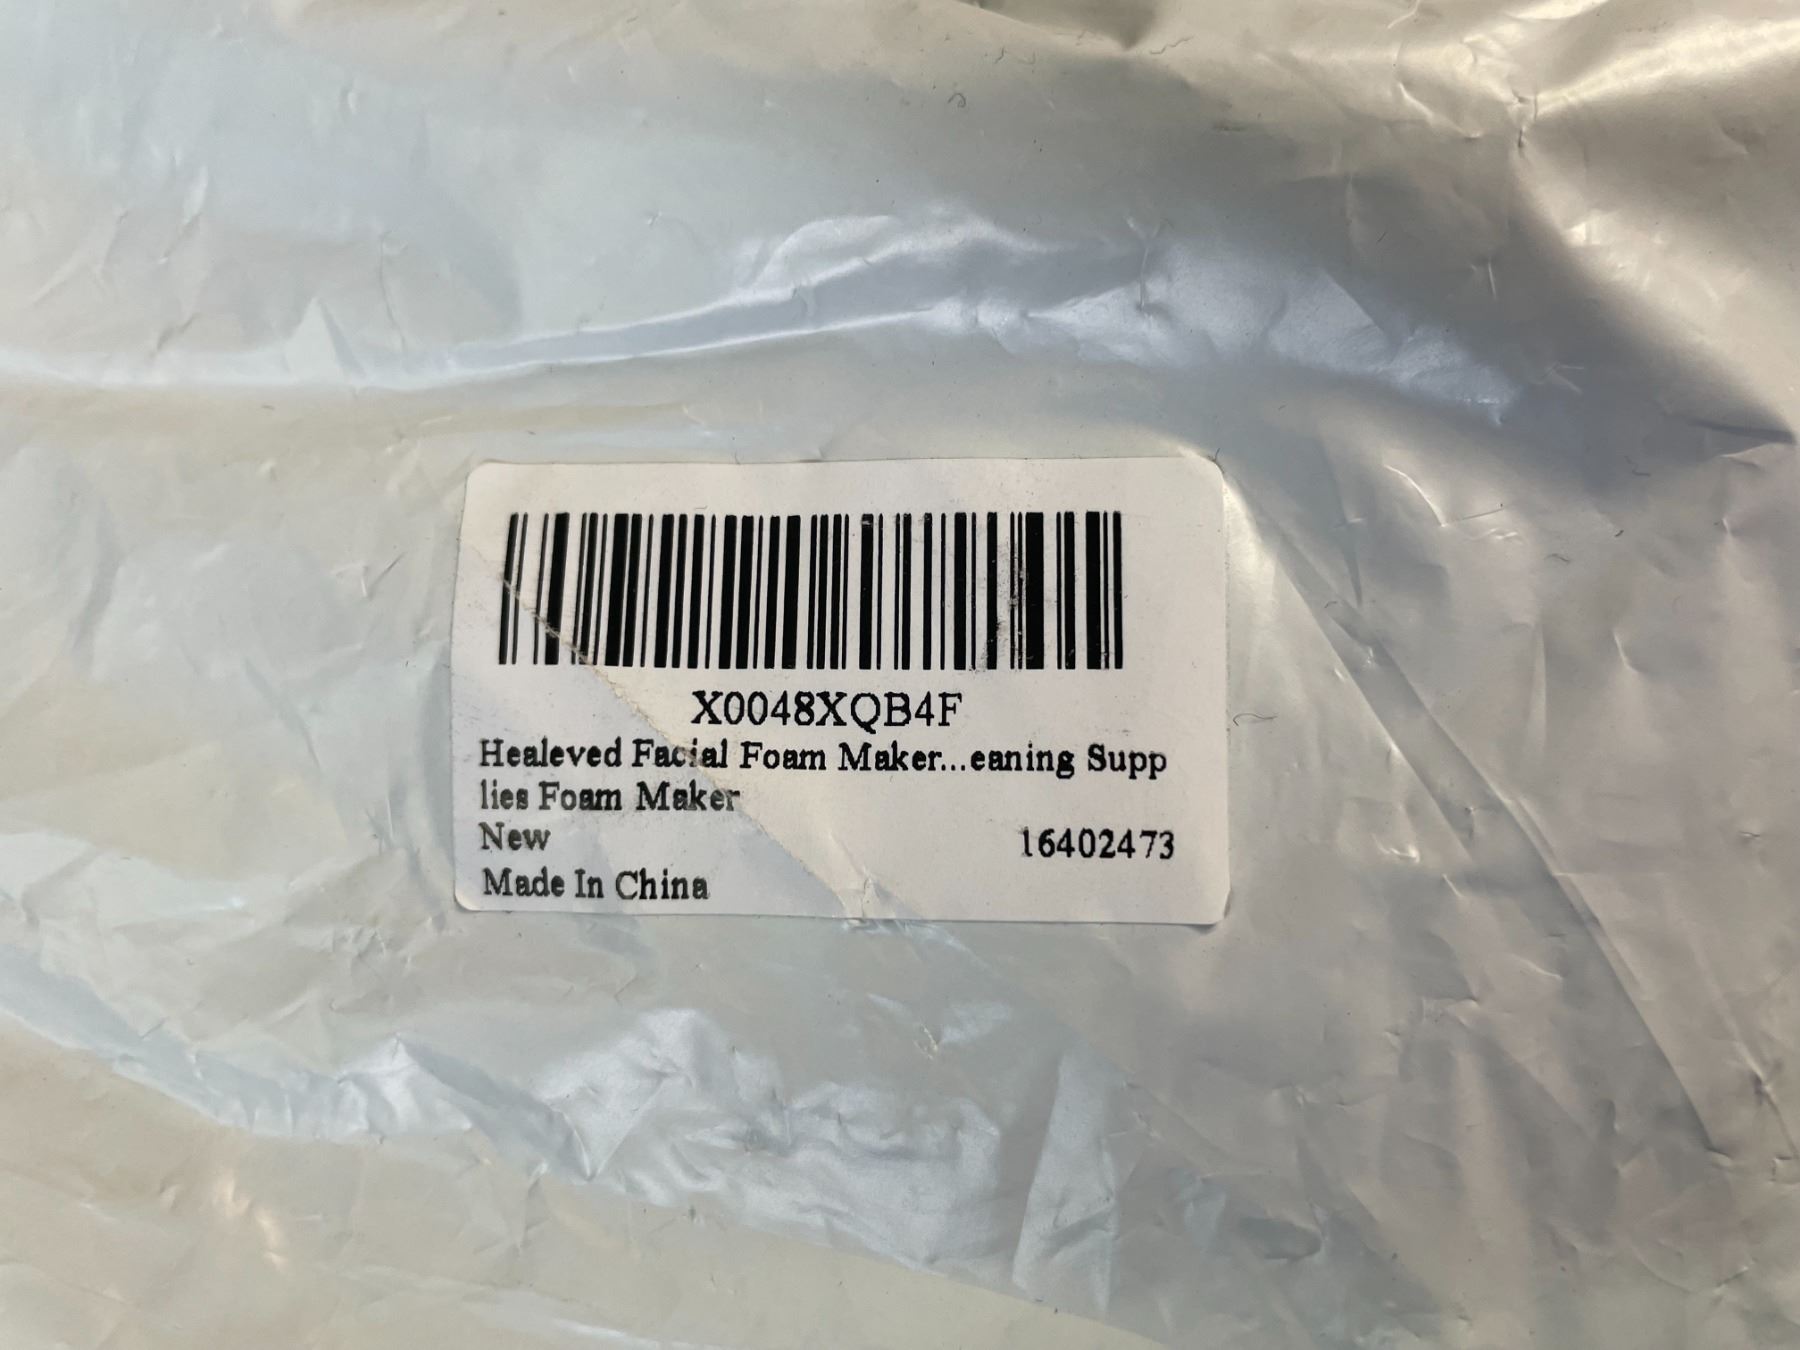 X0048XQB4F
Healeved Facial Foam Maker...eaning Supp
lies Foam Maker
New 16402473
Made In China